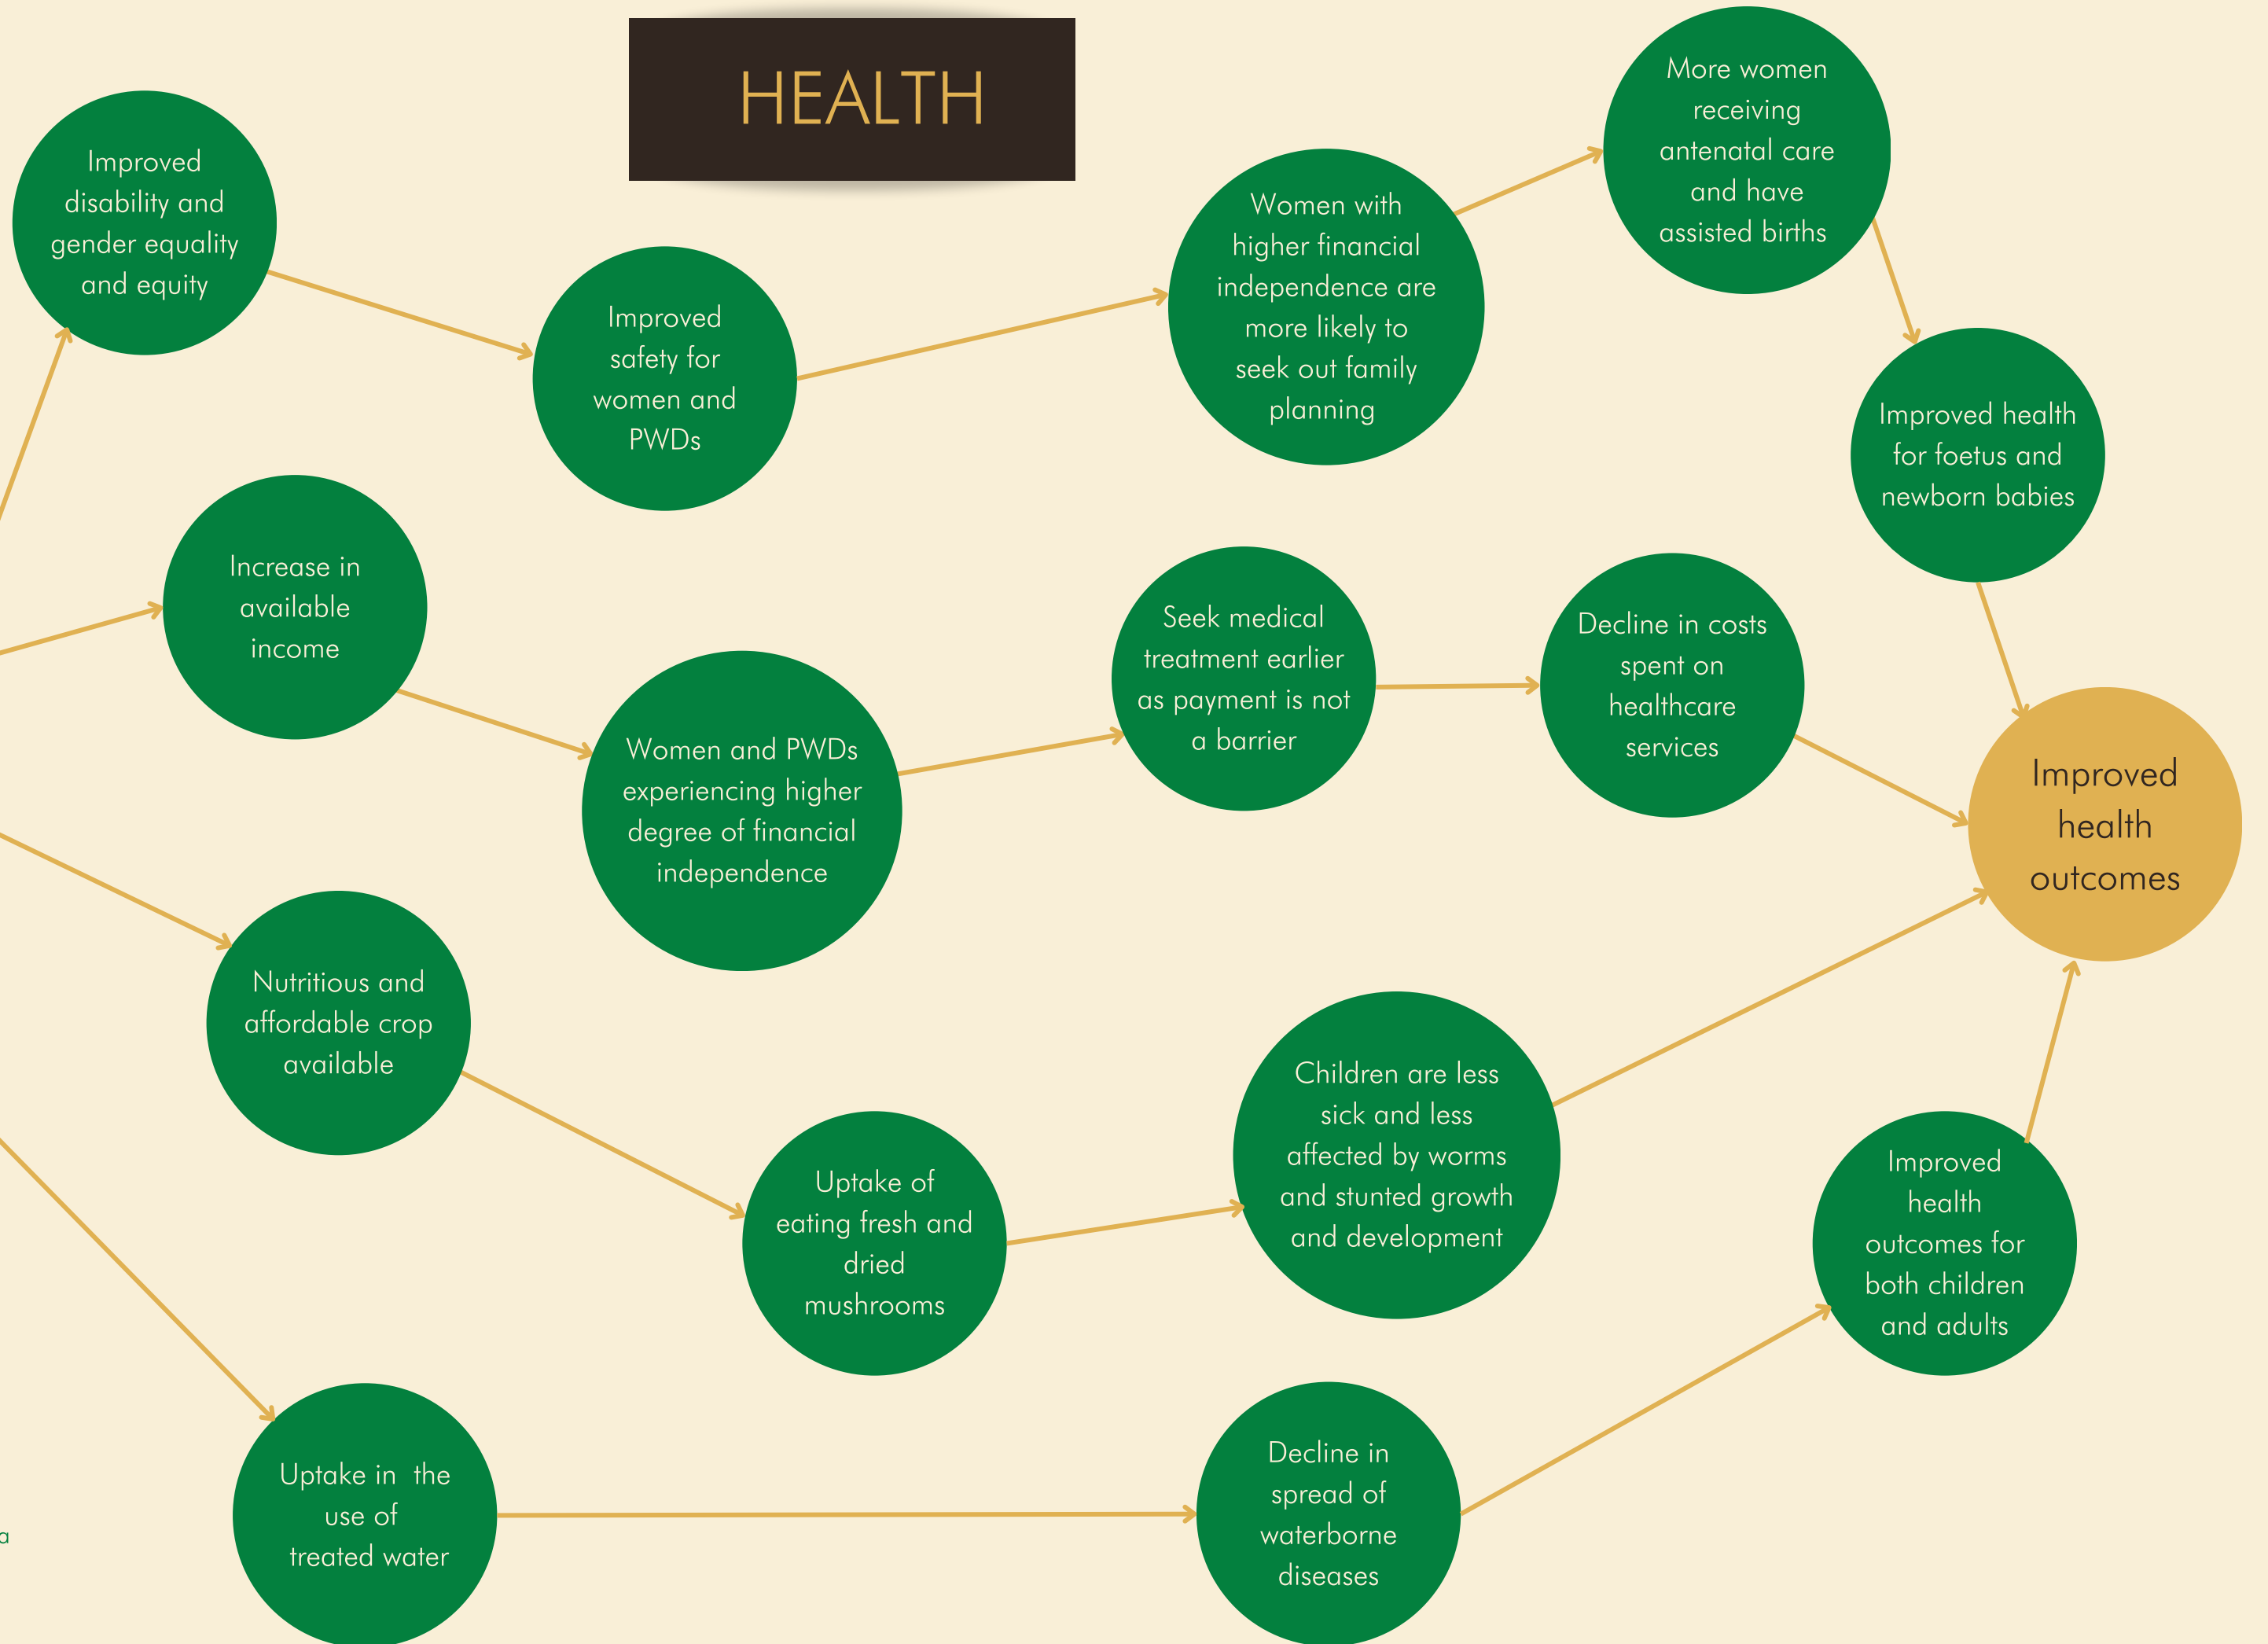 HEALTH
Improved
disability and
gender equality
and equity
Improved
safety for
women and
PWDs
Women with
higher financial
independence are
more likely to
seek out family
planning
More women
receiving
antenatal care
and have
assisted births
Improved health
for foetus and
newborn babies
Increase in
available
income
Women and PWDs
experiencing higher
degree of financial
independence
Seek medical
treatment earlier
as payment is not
a barrier
Decline in costs
spent on
healthcare
services
Improved
health
outcomes
Nutritious and
affordable crop
available
Uptake of
eating fresh and
dried
mushrooms
Children are less
sick and less
affected by worms
and stunted growth
and development
Improved
health
outcomes for
both children
and adults
Uptake in the
use of
treated water
Decline in
spread of
waterborne
diseases